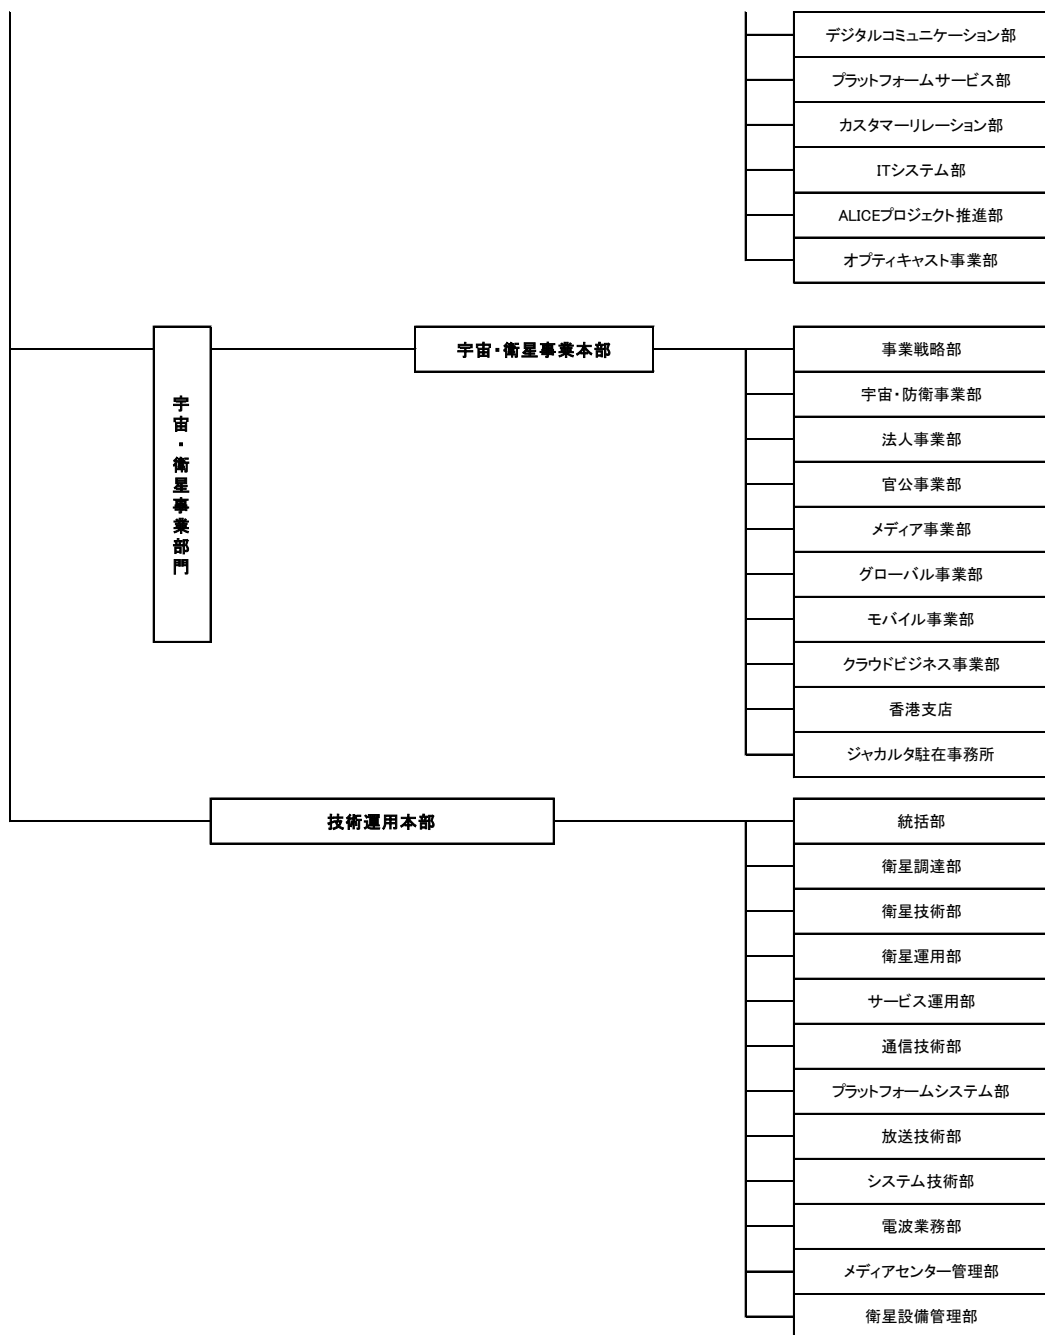 デジタルコミュニケーション部
プラットフォームサービス部
カスタマーリレーション部
ITシステム部
ALICEプロジェクト推進部
オプティキャスト事業部
宇宙・衛星事業部門
宇宙・衛星事業本部
事業戦略部
宇宙・防衛事業部
法人事業部
官公事業部
メディア事業部
グローバル事業部
モバイル事業部
クラウドビジネス事業部
香港支店
ジャカルタ駐在事務所
技術運用本部
統括部
衛星調達部
衛星技術部
衛星運用部
サービス運用部
通信技術部
プラットフォームシステム部
放送技術部
システム技術部
電波業務部
メディアセンター管理部
衛星設備管理部